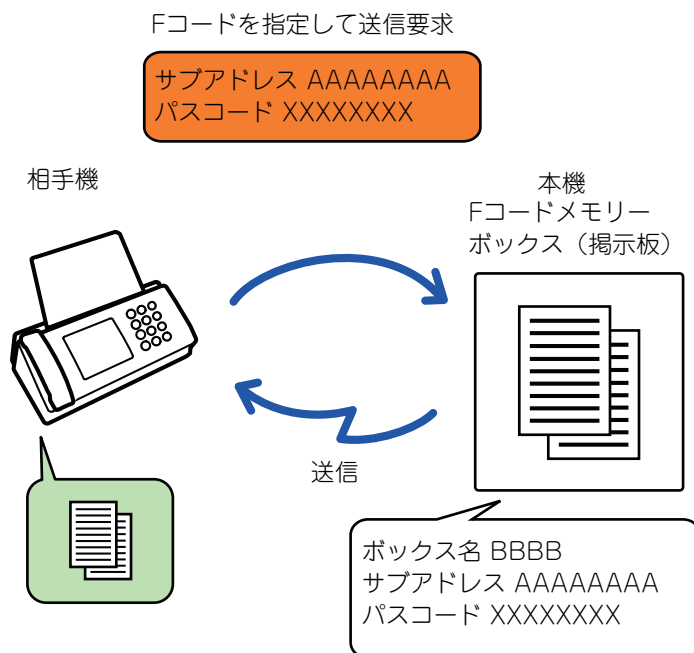 Fコードを指定して送信要求
サブアドレス AAAAAAAA
パスコード XXXXXXXX
相手機
本機
Fコードメモリー
ボックス（掲示板）
送信
ボックス名 BBBB
サブアドレス AAAAAAAA
パスコード XXXXXXXX